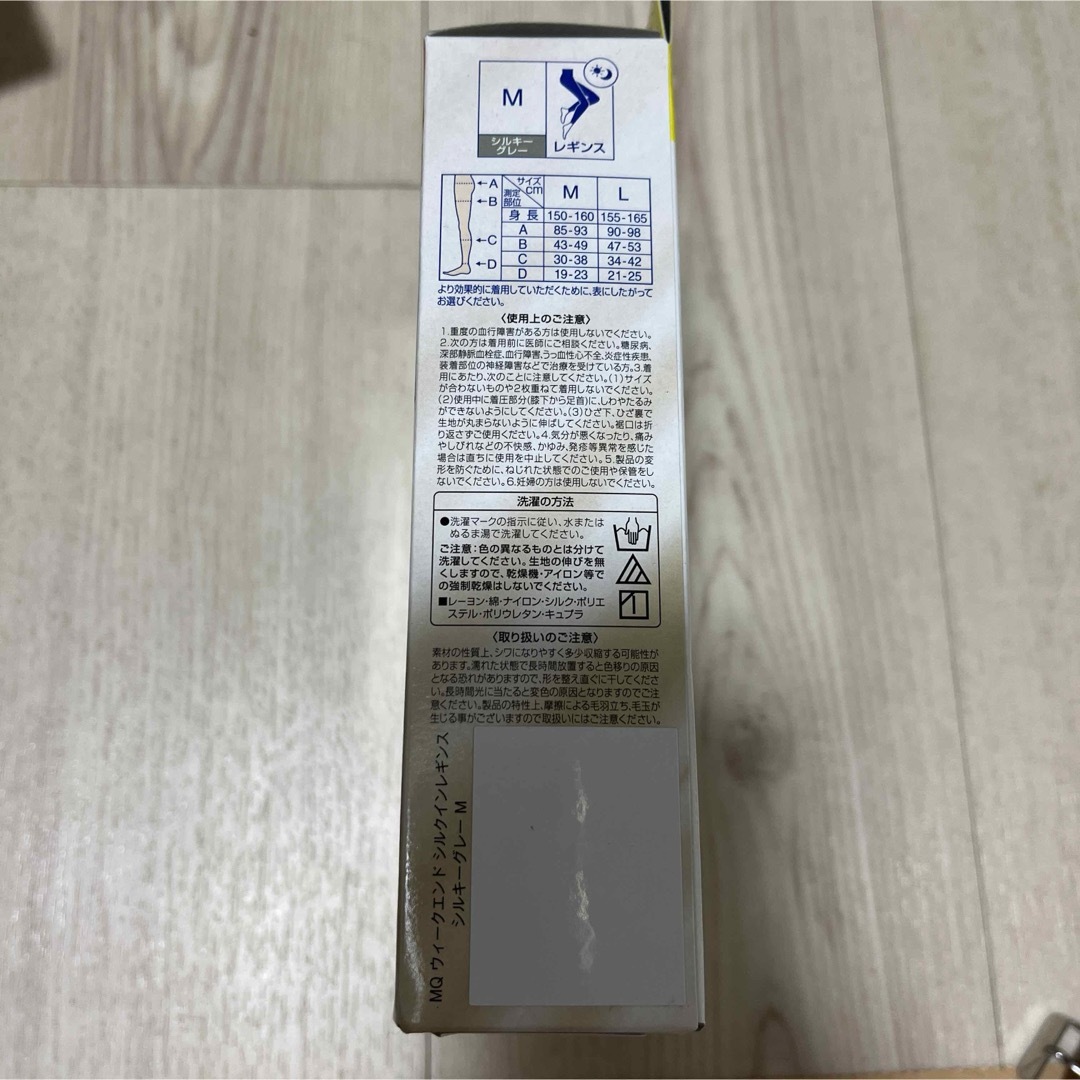 M
シルキー
グレー
レギンス
A
B
C
D
サイズ
cm
測定
部位
M
L
身長 150-160 155-165
A 85-93 90-98
B 43-49 47-53
C 30-38 34-42
D 19-23 21-25
より効果的に着用していただくために、表にしたがって
お選びください。
〈使用上のご注意〉
1.重度の血行障害がある方は使用しないでください。
2.次の方は着用前に医師にご相談ください。糖尿病、
深部静脈血栓症、血行障害、うっ血性心不全、炎症性疾患、
装着部位の神経障害などで治療を受けている方。3.着
用にあたり、次のことに注意してください。(1)サイズ
が合わないものや2枚重ねて着用しないでください。
(2)使用中に着圧部分(膝下から足首)に、しわやたるみ
ができないようにしてください。(3)ひざ下、ひざ裏で
生地が丸まらないように伸ばしてください。裾口は折
り返さずご使用ください。4.気分が悪くなったり、痛み
やしびれなどの不快感、かゆみ、発疹等異常を感じた
場合は直ちに使用を中止してください。5.製品の変
形を防ぐために、ねじれた状態でのご使用や保管をし
ないでください。6.妊婦の方は使用しないでください。
洗濯の方法
●洗濯マークの指示に従い、水または
ぬるま湯で洗濯してください。
ご注意:色の異なるものとは分けて
洗濯してください。生地の伸びを無
くしますので、乾燥機・アイロン等で
の強制乾燥はしないでください。
■レーヨン・綿・ナイロン・シルク・ポリエ
ステル・ポリウレタン・キュプラ
〈取り扱いのご注意〉
素材の性質上、シワになりやすく多少収縮する可能性が
あります。濡れた状態で長時間放置すると色移りの原因
となる恐れがありますので、形を整え直ぐに干してくださ
い。長時間光に当たると変色の原因となりますのでご注
意ください。製品の特性上、摩擦による毛羽立ち、毛玉が
生じる事がございますので取扱いにはご注意ください。
MQ ウィークエンド シルクインレギンス
シルキーグレー M